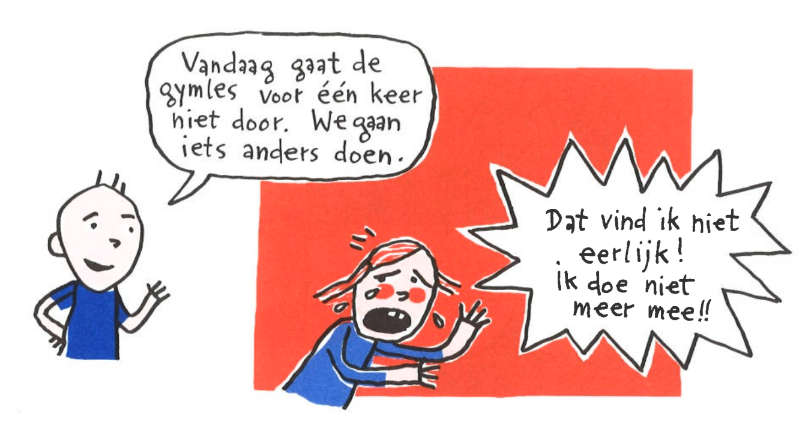 Vandaag gaat de
gymles voor één keer
niet door. We gaan
iets anders doen.
Dat vind ik niet
eerlijk!
ik doe niet
meer mee!!